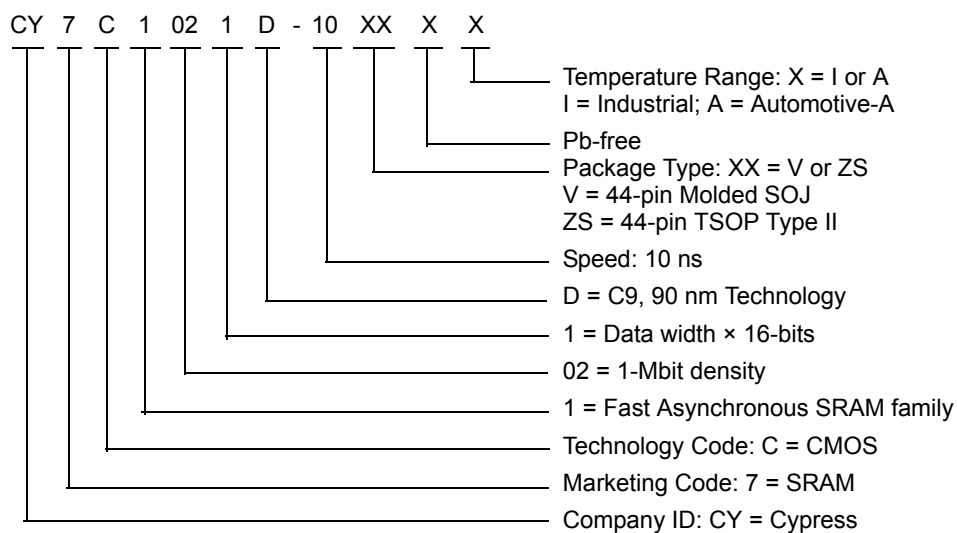 CY 7 C 1 02 1 D - 10 XX X X
Temperature Range: X = I or A
I = Industrial; A = Automotive-A
Pb-free
Package Type: XX = V or ZS
V = 44-pin Molded SOJ
ZS = 44-pin TSOP Type II
Speed: 10 ns
D = C9, 90 nm Technology
1 = Data width × 16-bits
02 = 1-Mbit density
1 = Fast Asynchronous SRAM family
Technology Code: C = CMOS
Marketing Code: 7 = SRAM
Company ID: CY = Cypress